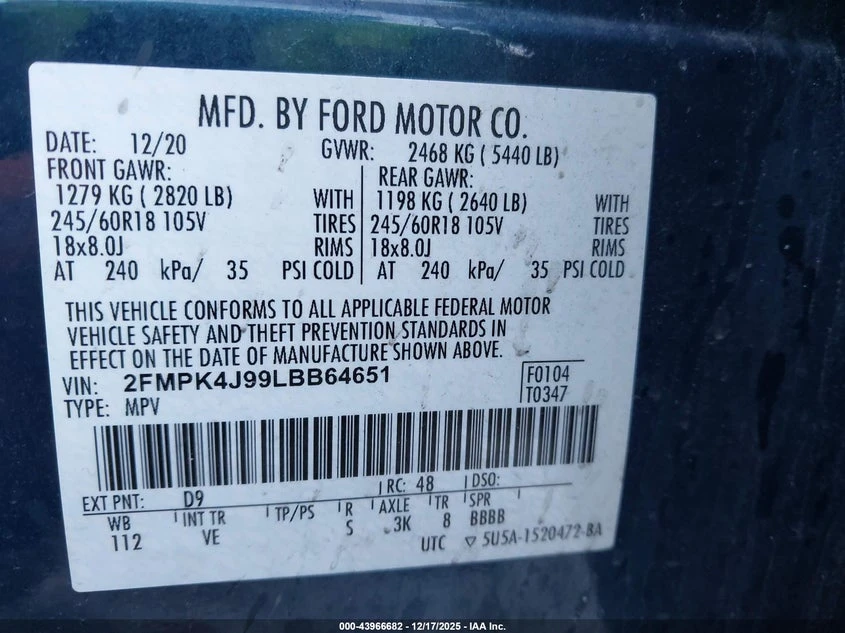 MFD. BY FORD MOTOR CO.
DATE: 12/20 GVWR: 2468 KG ( 5440 LB)
FRONT GAWR: REAR GAWR:
1279 KG ( 2820 LB) WITH 1198 KG ( 2640 LB) WITH
245/60R18 105V TIRES 245/60R18 105V TIRES
18x8.0J RIMS 18x8.0J RIMS
AT 240 kPa/ 35 PSI COLD AT 240 kPa/ 35 PSI COLD
THIS VEHICLE CONFORMS TO ALL APPLICABLE FEDERAL MOTOR
VEHICLE SAFETY AND THEFT PREVENTION STANDARDS IN
EFFECT ON THE DATE OF MANUFACTURE SHOWN ABOVE.
VIN: 2FMPK4J99LBB64651 F0104
TYPE: MPV T0347
EXT PNT: D9 RC: 48 DSO:
WB INT TR TP/PS R AXLE TR SPR
112 VE S 3K 8 BBBB
UTC ▽ 5U5A-1520472-BA
000-43966682 - 12/17/2025 - IAA Inc.